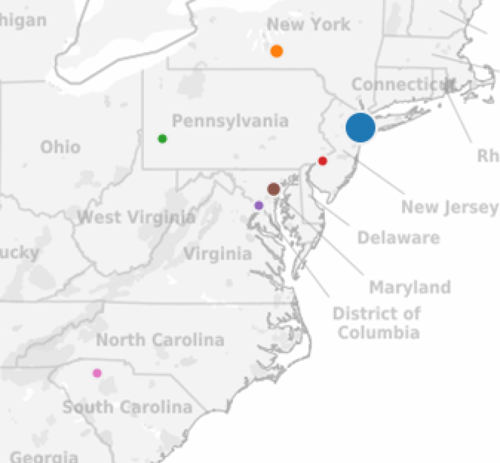 higan
New York
Connecticut
Pennsylvania
Ohio
Rh
West Virginia
New Jersey
Delaware
ucky
Virginia
Maryland
District of
Columbia
North Carolina
South Carolina
Georgia